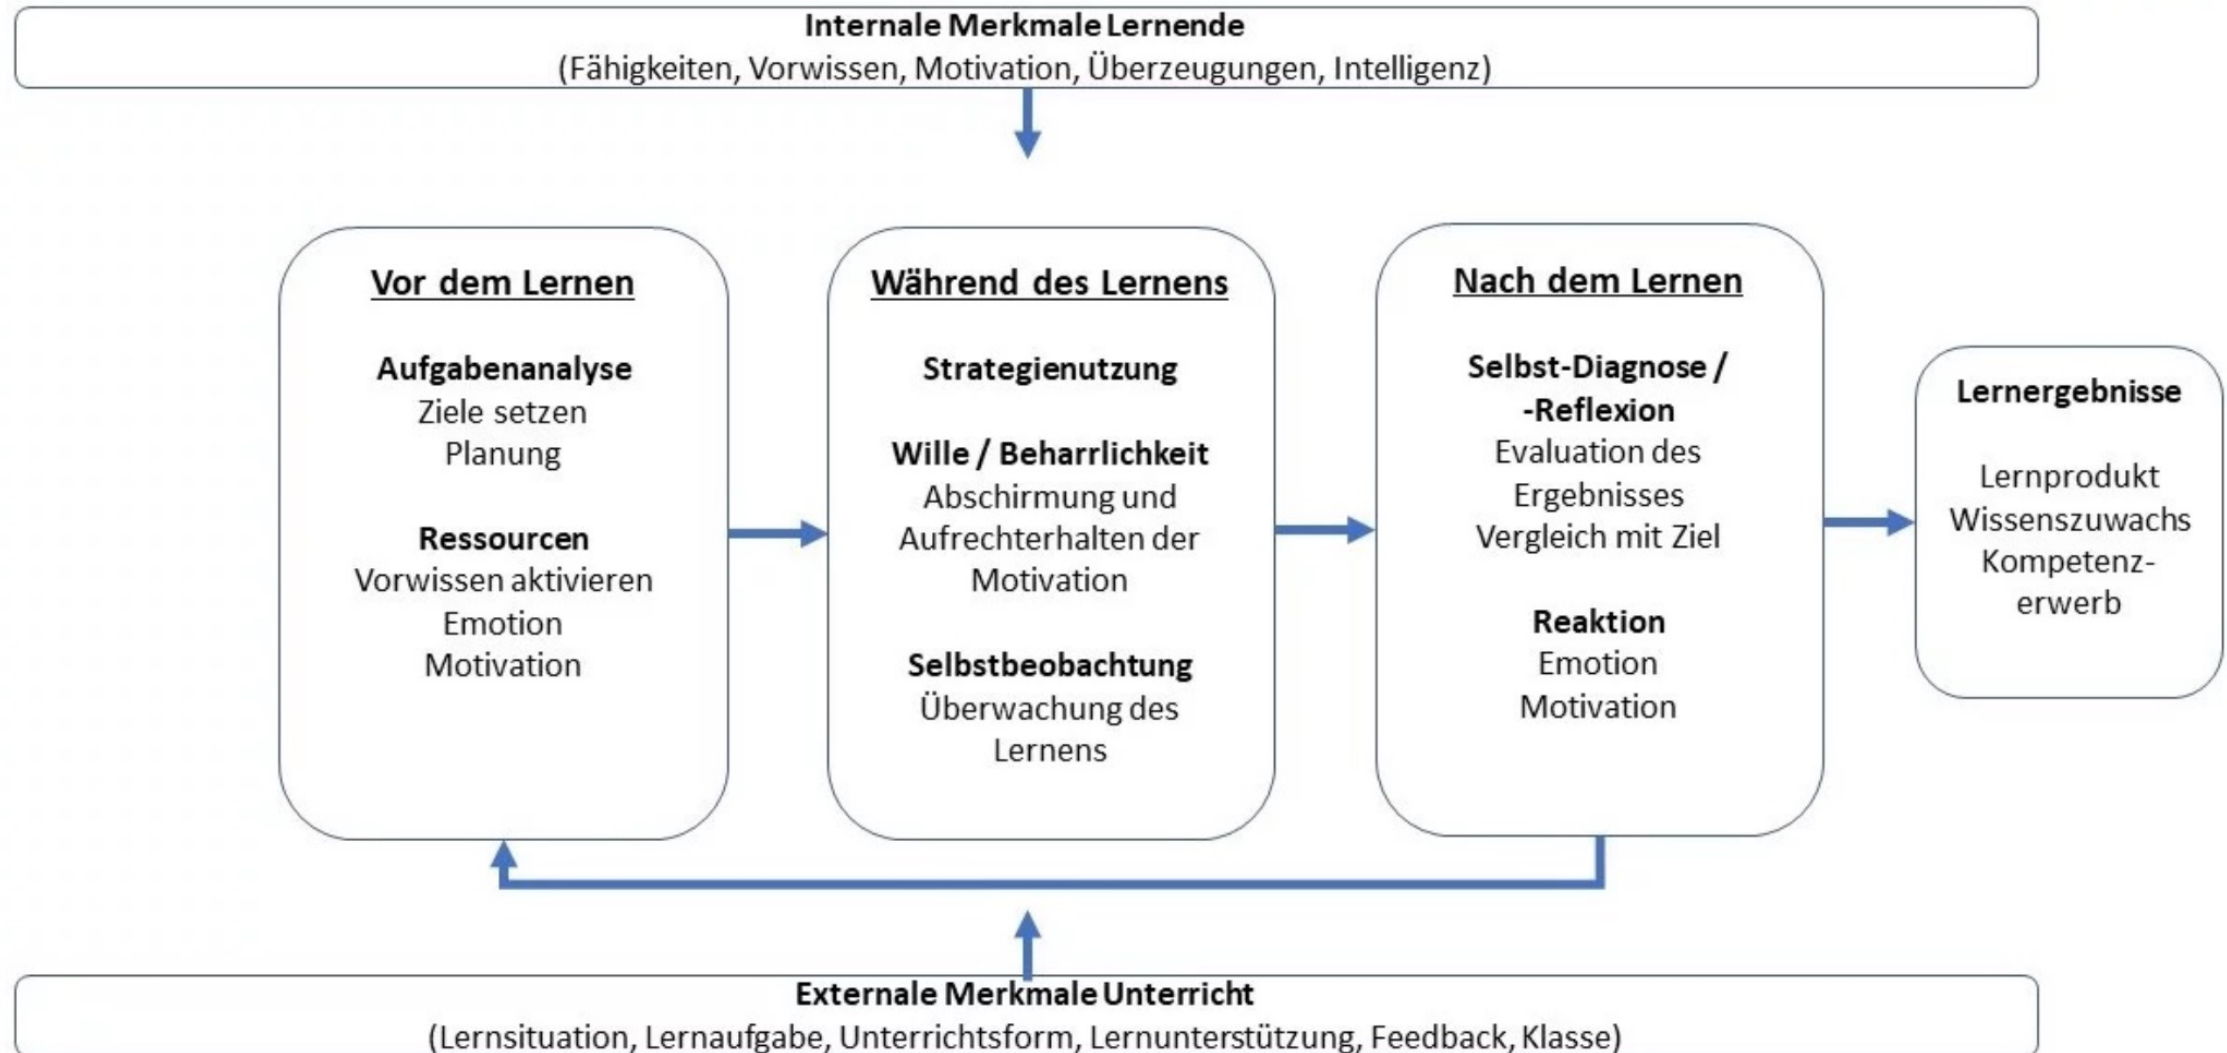 Internale Merkmale Lernende
(Fähigkeiten, Vorwissen, Motivation, Überzeugungen, Intelligenz)
Vor dem Lernen
Aufgabenanalyse
Ziele setzen
Planung
Ressourcen
Vorwissen aktivieren
Emotion
Motivation
Während des Lernens
Strategienutzung
Wille / Beharrlichkeit
Abschirmung und
Aufrechterhalten der
Motivation
Selbstbeobachtung
Überwachung des
Lernens
Nach dem Lernen
Selbst-Diagnose /
-Reflexion
Evaluation des
Ergebnisses
Vergleich mit Ziel
Reaktion
Emotion
Motivation
Lernergebnisse
Lernprodukt
Wissenszuwachs
Kompetenz-
erwerb
Externale Merkmale Unterricht
(Lernsituation, Lernaufgabe, Unterrichtsform, Lernunterstützung, Feedback, Klasse)